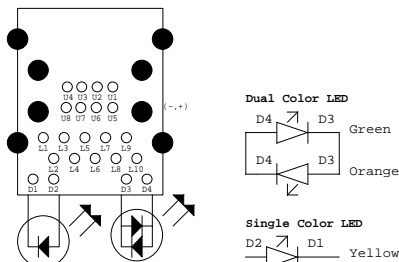 U4 U3 U2 U1
U8 U7 U6 U5
(-,+)
L1 L3 L5 L7 L9
L2 L4 L6 L8 L10
D1 D2 D3 D4
Dual Color LED
D4 D3
Green
D4 D3
Orange
Single Color LED
D2 D1
Yellow